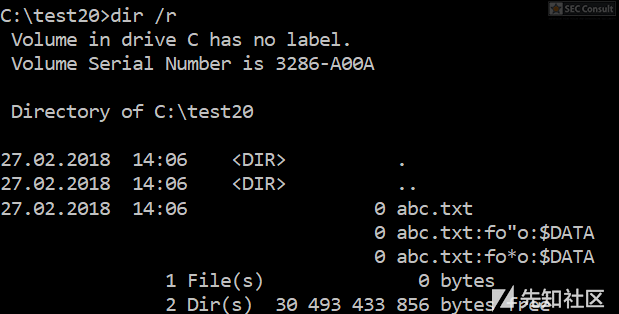 SEC Consult
C:\test20>dir /r
Volume in drive C has no label.
Volume Serial Number is 3286-A00A
Directory of C:\test20
27.02.2018  14:06    <DIR>          .
27.02.2018  14:06    <DIR>          ..
27.02.2018  14:06                 0 abc.txt
0 abc.txt:fo"o:$DATA
0 abc.txt:fo*o:$DATA
1 File(s)              0 bytes
2 Dir(s)  30 493 433 856 bytes free
先知社区